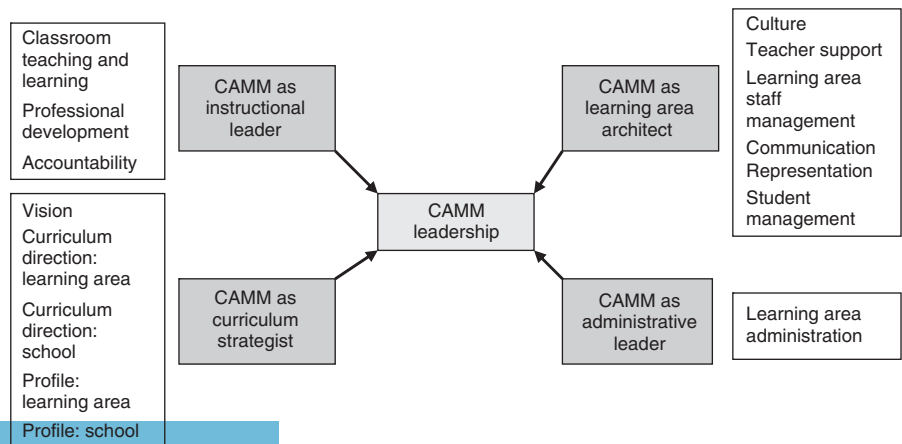 Classroom
teaching and
learning
Professional
development
Accountability
CAMM as
instructional
leader
CAMM as
learning area
architect
Culture
Teacher support
Learning area
staff
management
Communication
Representation
Student
management
CAMM
leadership
Vision
Curriculum
direction:
learning area
Curriculum
direction:
school
Profile:
learning area
Profile: school
CAMM as
curriculum
strategist
CAMM as
administrative
leader
Learning area
administration